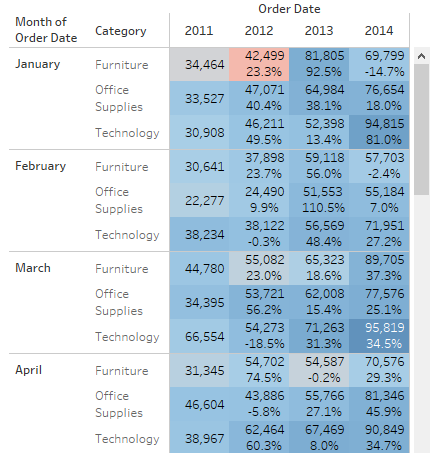 Order Date
Month of
Order Date Category 2011 2012 2013 2014
January Furniture 34,464 42,499 81,805 69,799
23.3% 92.5% -14.7%
Office
Supplies 33,527 47,071 64,984 76,654
40.4% 38.1% 18.0%
Technology 30,908 46,211 52,398 94,815
49.5% 13.4% 81.0%
February Furniture 30,641 37,898 59,118 57,703
23.7% 56.0% -2.4%
Office
Supplies 22,277 24,490 51,553 55,184
9.9% 110.5% 7.0%
Technology 38,234 38,122 56,569 71,951
-0.3% 48.4% 27.2%
March Furniture 44,780 55,082 65,323 89,705
23.0% 18.6% 37.3%
Office
Supplies 34,395 53,721 62,008 77,576
56.2% 15.4% 25.1%
Technology 66,554 54,273 71,263 95,819
-18.5% 31.3% 34.5%
April Furniture 31,345 54,702 54,587 70,576
74.5% -0.2% 29.3%
Office
Supplies 46,604 43,886 55,766 81,346
-5.8% 27.1% 45.9%
Technology 38,967 62,464 67,469 90,849
60.3% 8.0% 34.7%